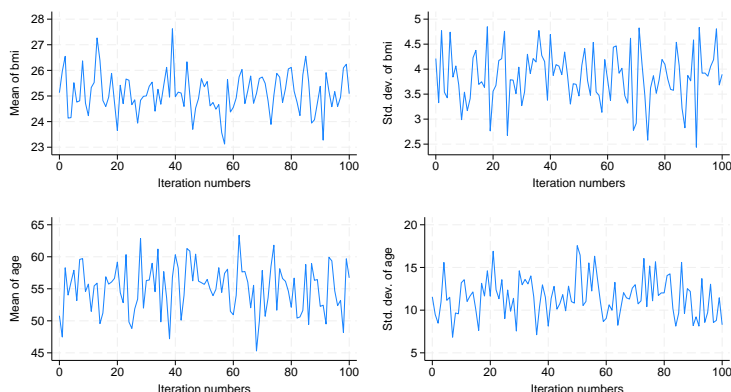 Mean of bmi
28
27
26
25
24
23
0 20 40 60 80 100
Iteration numbers
Std. dev. of bmi
5
4.5
4
3.5
3
2.5
0 20 40 60 80 100
Iteration numbers
Mean of age
65
60
55
50
45
0 20 40 60 80 100
Iteration numbers
Std. dev. of age
20
15
10
5
0 20 40 60 80 100
Iteration numbers